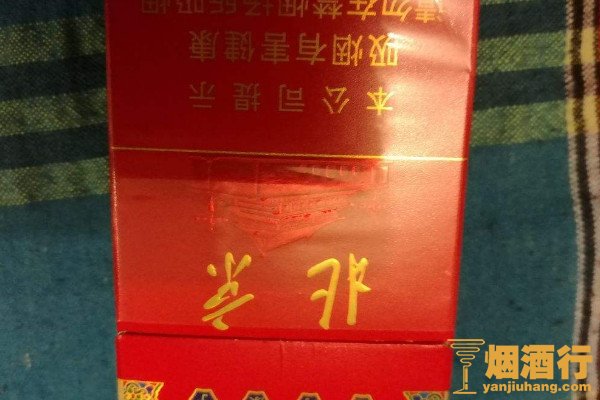 北京
本公司提示
吸烟有害健康
请勿在禁烟场所吸烟
烟酒行
yanjiuhang.com